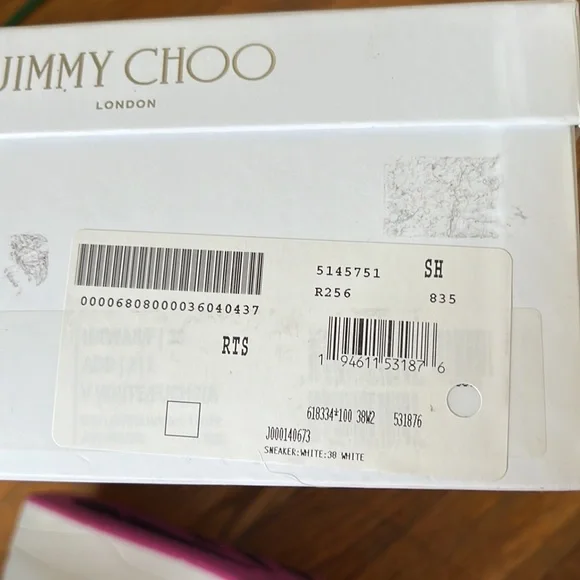 JIMMY CHOO
LONDON
5145751 SH
R256 835
00006808000036040437
RTS
1 94611 53187 6
618334*100 38W2 531876
J000140673
SNEAKER:WHITE:38 WHITE